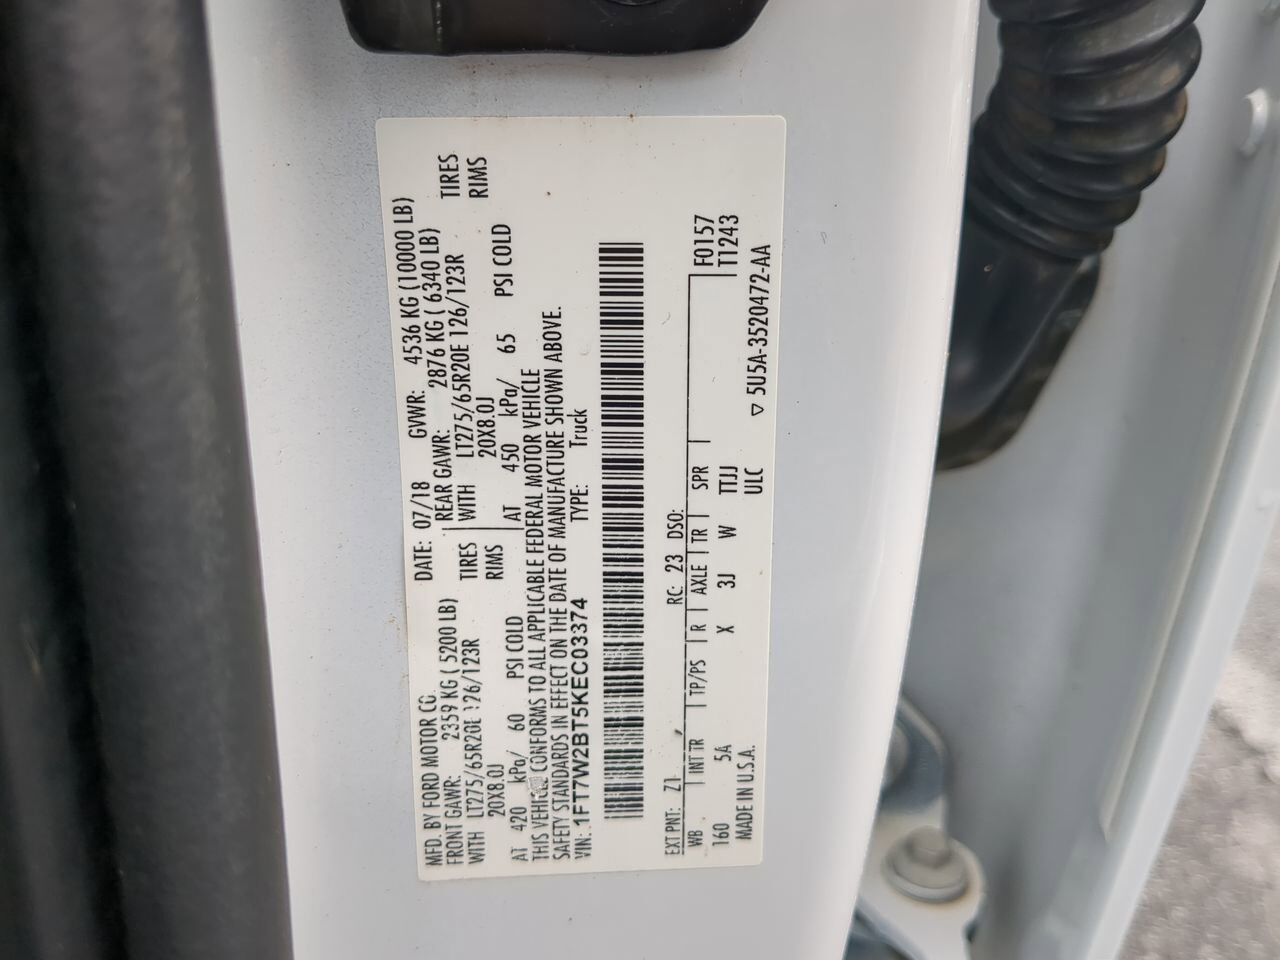 MFD. BY FORD MOTOR CO. DATE: 07/18 GVWR: 4536 KG (10000 LB)
FRONT GAWR: 2359 KG ( 5200 LB) REAR GAWR: 2876 KG ( 6340 LB)
WITH LT275/65R20E 126/123R TIRES WITH LT275/65R20E 126/123R TIRES
20X8.0J RIMS 20X8.0J RIMS
AT 420 kPa/ 60 PSI COLD AT 450 kPa/ 65 PSI COLD
THIS VEHICLE CONFORMS TO ALL APPLICABLE FEDERAL MOTOR VEHICLE
SAFETY STANDARDS IN EFFECT ON THE DATE OF MANUFACTURE SHOWN ABOVE.
VIN: 1FT7W2BT5KEC03374 TYPE: Truck
EXT PNT: Z1 RC: 23 DSO:
WB INT TR TP/PS R AXLE TR SPR F0157
160 5A X 3J W TTJJ T1243
MADE IN U.S.A. ULC ▽ 5U5A-3520472-AA